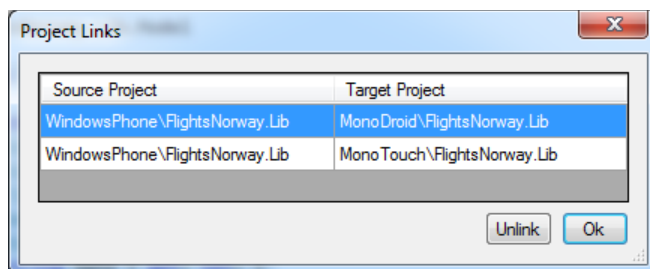 Project Links
Source Project Target Project
WindowsPhone\FlightsNorway.Lib MonoDroid\FlightsNorway.Lib
WindowsPhone\FlightsNorway.Lib MonoTouch\FlightsNorway.Lib
Unlink Ok